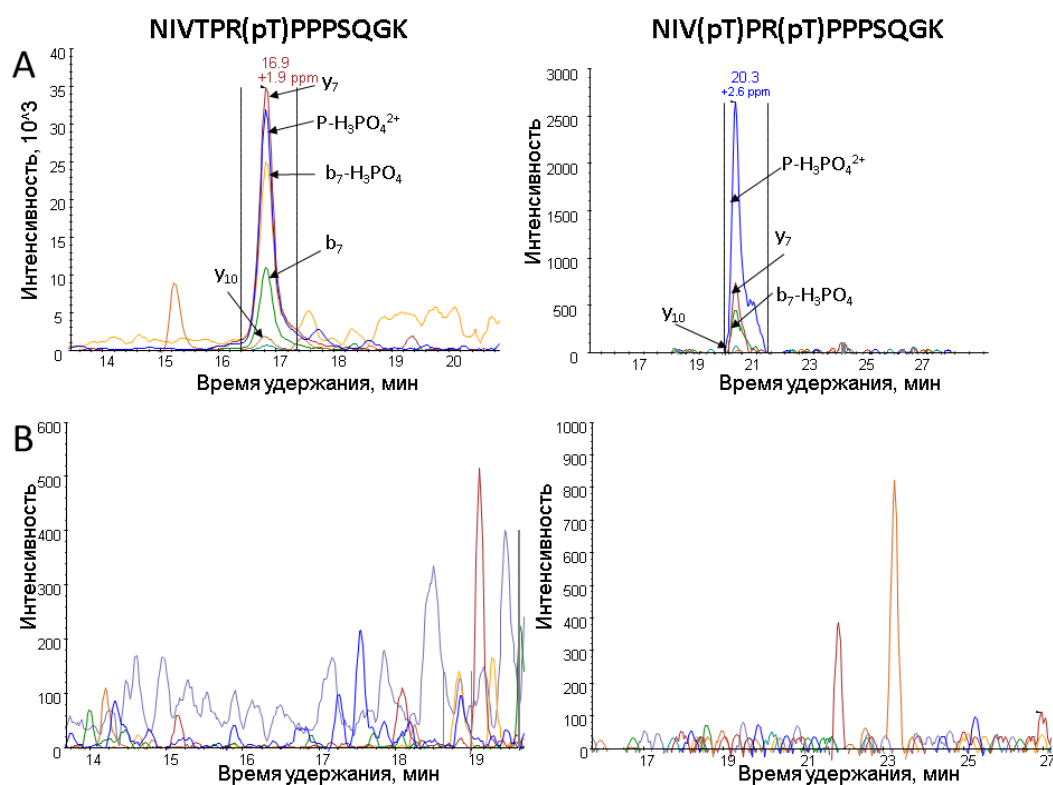 NIVTPR(pT)PPPSQGK
NIV(pT)PR(pT)PPPSQGK
A
Интенсивность, 10^3
40
35
30
25
20
15
10
5
0
16.9
+1.9 ppm
y7
P-H3PO4 2+
b7-H3PO4
b7
y10
14
15
16
17
18
19
20
Время удержания, мин
Интенсивность
3000
2500
2000
1500
1000
500
0
20.3
+2.6 ppm
P-H3PO4 2+
y7
b7-H3PO4
y10
17
19
21
23
25
27
Время удержания, мин
B
Интенсивность
600
500
400
300
200
100
0
14
15
16
17
18
19
Время удержания, мин
Интенсивность
1000
900
800
700
600
500
400
300
200
100
0
17
19
21
23
25
27
Время удержания, мин